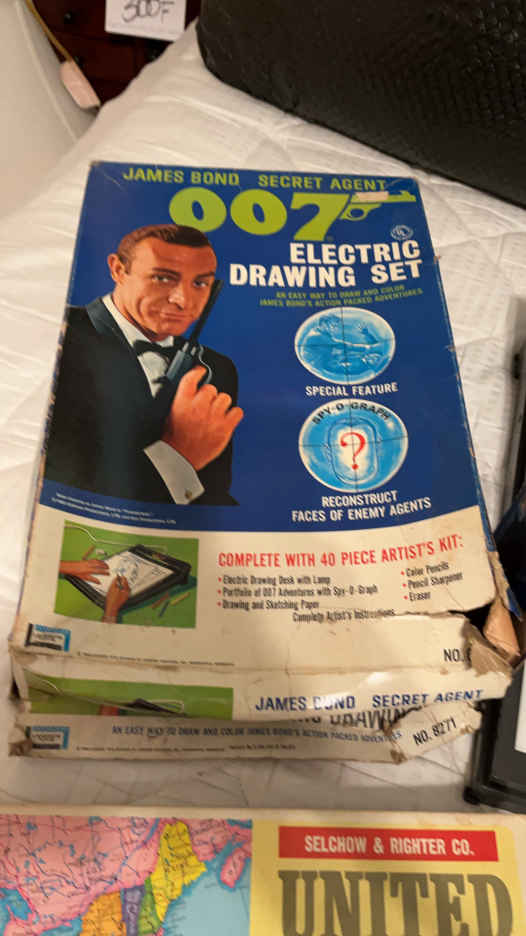 300F
JAMES BOND SECRET AGENT
007
UL
ELECTRIC
DRAWING SET
AN EASY WAY TO DRAW AND COLOR
JAMES BOND'S ACTION PACKED ADVENTURES
SPECIAL FEATURE
SPY-O-GRAPH
?
RECONSTRUCT
FACES OF ENEMY AGENTS
COMPLETE WITH 40 PIECE ARTIST'S KIT:
• Electric Drawing Desk with Lamp
• Portfolio of 007 Adventures with Spy-O-Graph
• Drawing and Sketching Paper
• Color Pencils
• Pencil Sharpener
• Eraser
Complete Artist's Instructions
NO.
JAMES BOND SECRET AGENT
DRAWING
AN EASY WAY TO DRAW AND COLOR JAMES BOND'S ACTION PACKED ADVENTURES
NO. 8271
SELCHOW & RIGHTER CO.
UNITED